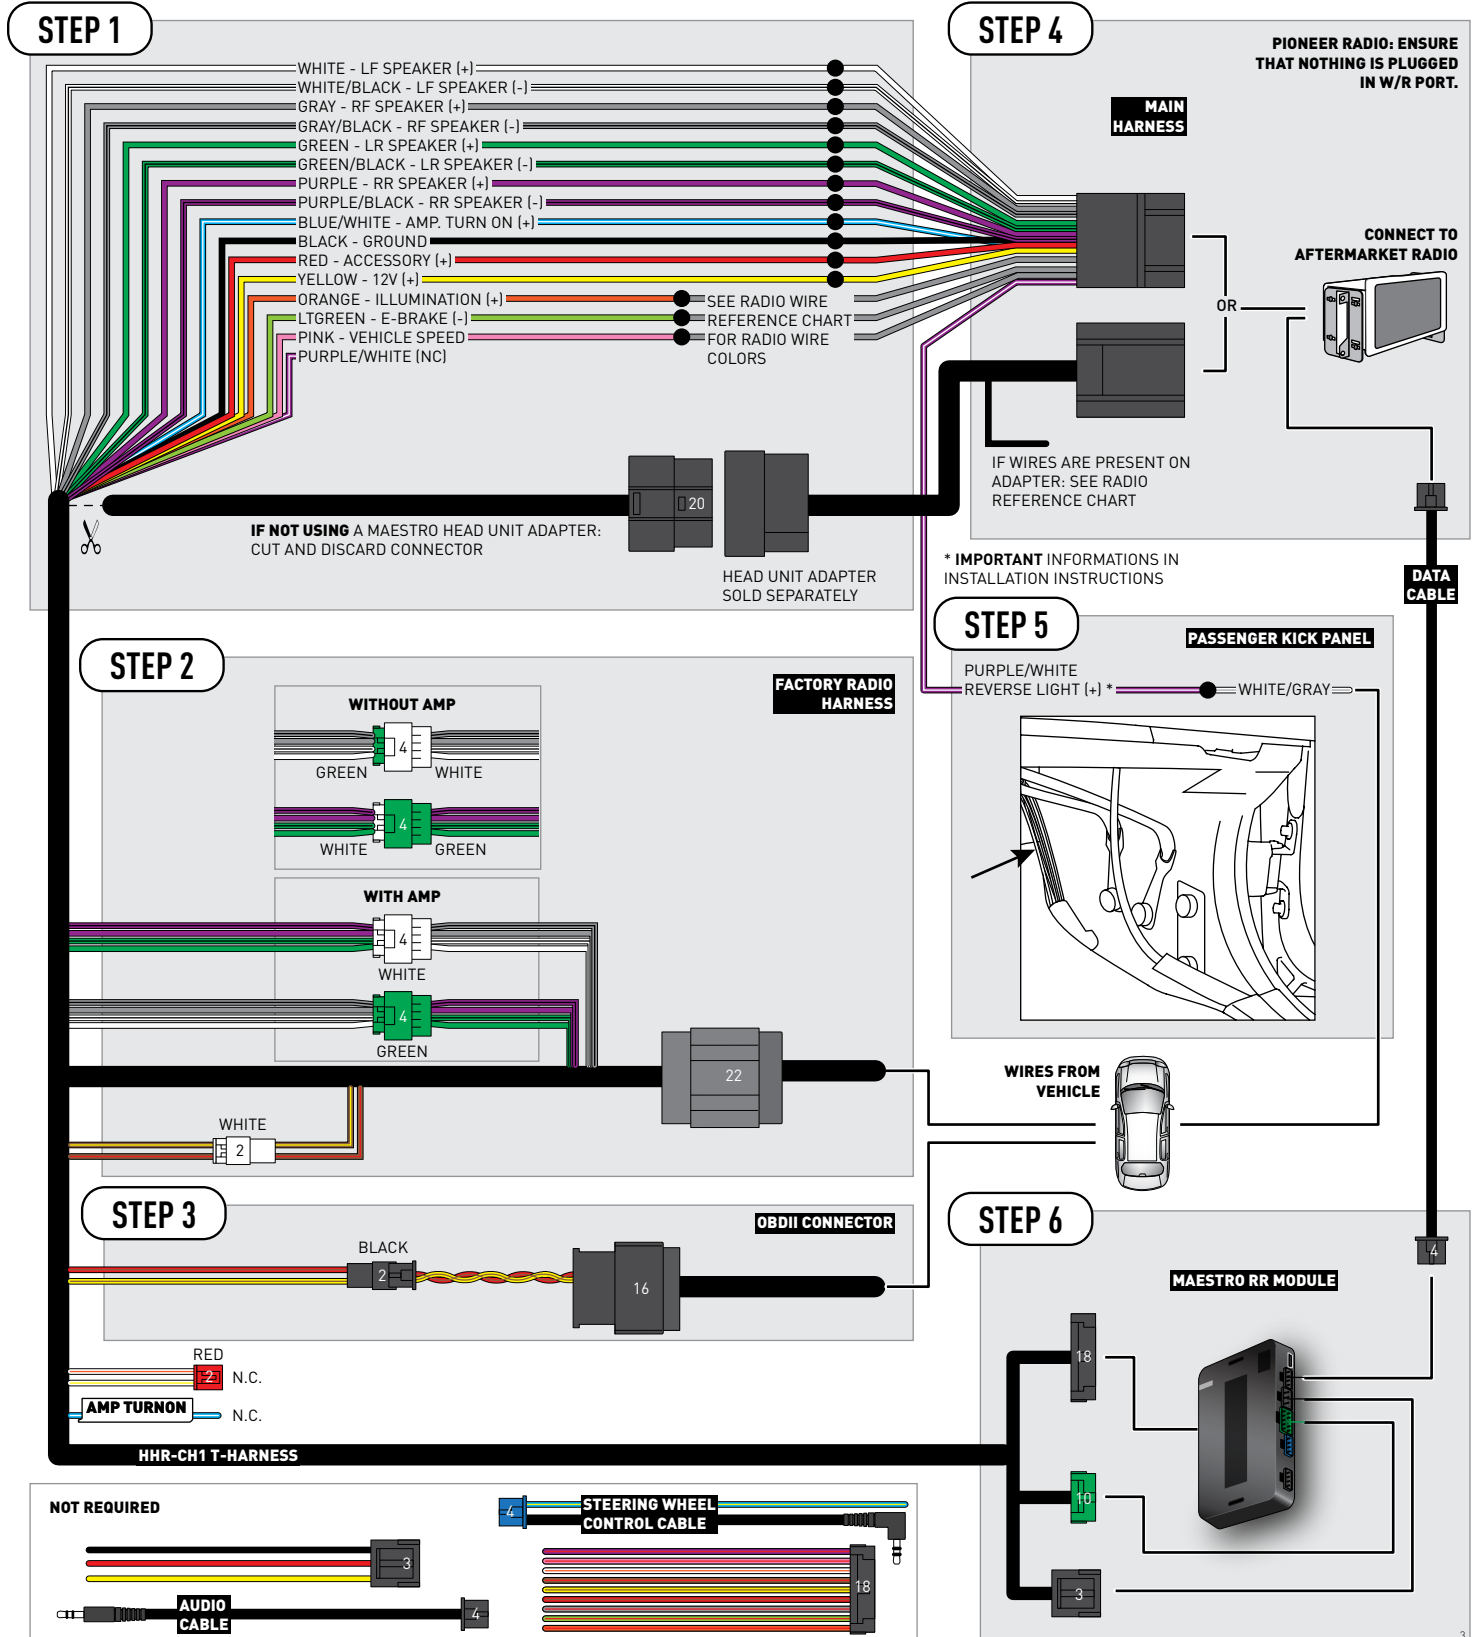 STEP 1
WHITE - LF SPEAKER (+)
WHITE/BLACK - LF SPEAKER (-)
GRAY - RF SPEAKER (+)
GRAY/BLACK - RF SPEAKER (-)
GREEN - LR SPEAKER (+)
GREEN/BLACK - LR SPEAKER (-)
PURPLE - RR SPEAKER (+)
PURPLE/BLACK - RR SPEAKER (-)
BLUE/WHITE - AMP. TURN ON (+)
BLACK - GROUND
RED - ACCESSORY (+)
YELLOW - 12V (+)
ORANGE - ILLUMINATION (+)
LTGREEN - E-BRAKE (-)
PINK - VEHICLE SPEED
PURPLE/WHITE (NC)
SEE RADIO WIRE
REFERENCE CHART
FOR RADIO WIRE
COLORS
20
IF NOT USING A MAESTRO HEAD UNIT ADAPTER:
CUT AND DISCARD CONNECTOR
HEAD UNIT ADAPTER
SOLD SEPARATELY
STEP 4
PIONEER RADIO: ENSURE
THAT NOTHING IS PLUGGED
IN W/R PORT.
MAIN
HARNESS
CONNECT TO
AFTERMARKET RADIO
OR
IF WIRES ARE PRESENT ON
ADAPTER: SEE RADIO
REFERENCE CHART
* IMPORTANT INFORMATIONS IN
INSTALLATION INSTRUCTIONS
DATA
CABLE
STEP 2
FACTORY RADIO
HARNESS
WITHOUT AMP
4
GREEN
WHITE
4
WHITE
GREEN
WITH AMP
4
WHITE
4
GREEN
22
WHITE
2
STEP 5
PASSENGER KICK PANEL
PURPLE/WHITE
REVERSE LIGHT (+) *
WHITE/GRAY
WIRES FROM
VEHICLE
STEP 3
OBDII CONNECTOR
BLACK
2
16
RED
2
N.C.
AMP TURNON
N.C.
HHR-CH1 T-HARNESS
STEP 6
4
MAESTRO RR MODULE
18
10
3
NOT REQUIRED
3
AUDIO
CABLE
4
4
STEERING WHEEL
CONTROL CABLE
18
3